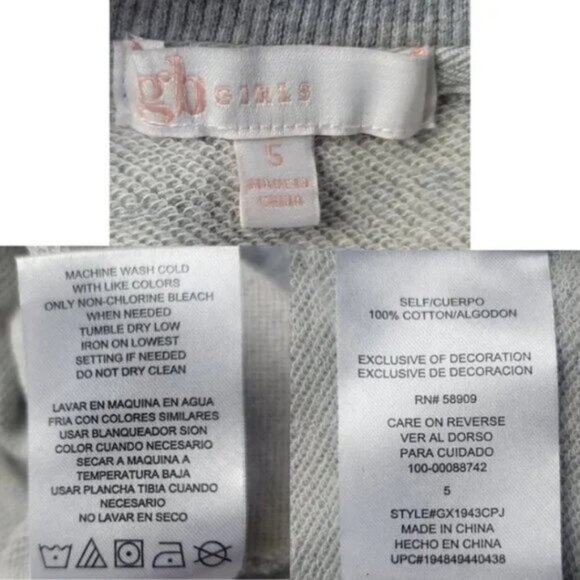 gb GIRLS
5
MADE IN
CHINA
MACHINE WASH COLD
WITH LIKE COLORS
ONLY NON-CHLORINE BLEACH
WHEN NEEDED
TUMBLE DRY LOW
IRON ON LOWEST
SETTING IF NEEDED
DO NOT DRY CLEAN
LAVAR EN MAQUINA EN AGUA
FRIA CON COLORES SIMILARES
USAR BLANQUEADOR SION
COLOR CUANDO NECESARIO
SECAR A MAQUINA A
TEMPERATURA BAJA
USAR PLANCHA TIBIA CUANDO
NECESARIO
NO LAVAR EN SECO
SELF/CUERPO
100% COTTON/ALGODON
EXCLUSIVE OF DECORATION
EXCLUSIVE DE DECORACION
RN# 58909
CARE ON REVERSE
VER AL DORSO
PARA CUIDADO
100-00088742
5
STYLE#GX1943CPJ
MADE IN CHINA
HECHO EN CHINA
UPC#194849440438